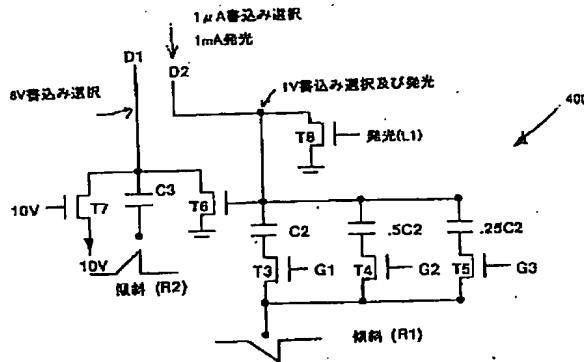 1μA書込み選択
1mA発光
D1
D2
8V書込み選択
1V書込み選択及び発光
400
T8
発光(L1)
C3
T6
10V
T7
C2
.5C2
.25C2
10V
T3
G1
T4
G2
T5
G3
傾斜 (R2)
傾斜 (R1)